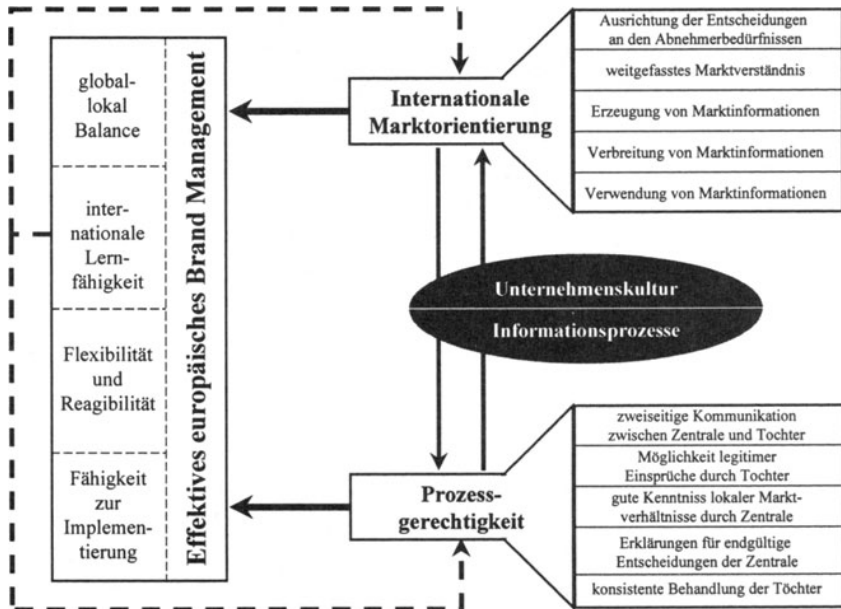 global-
lokal
Balance
inter-
nationale
Lern-
fähigkeit
Flexibilität
und
Reagibilität
Fähigkeit
zur
Implemen-
tierung
Effektives europäisches Brand Management
Internationale
Marktorientierung
Ausrichtung der Entscheidungen
an den Abnehmerbedürfnissen
weitgefasstes Marktverständnis
Erzeugung von Marktinformationen
Verbreitung von Marktinformationen
Verwendung von Marktinformationen
Unternehmenskultur
Informationsprozesse
Prozess-
gerechtigkeit
zweiseitige Kommunikation
zwischen Zentrale und Tochter
Möglichkeit legitimer
Einsprüche durch Tochter
gute Kenntniss lokaler Markt-
verhältnisse durch Zentrale
Erklärungen für endgültige
Entscheidungen der Zentrale
konsistente Behandlung der Töchter